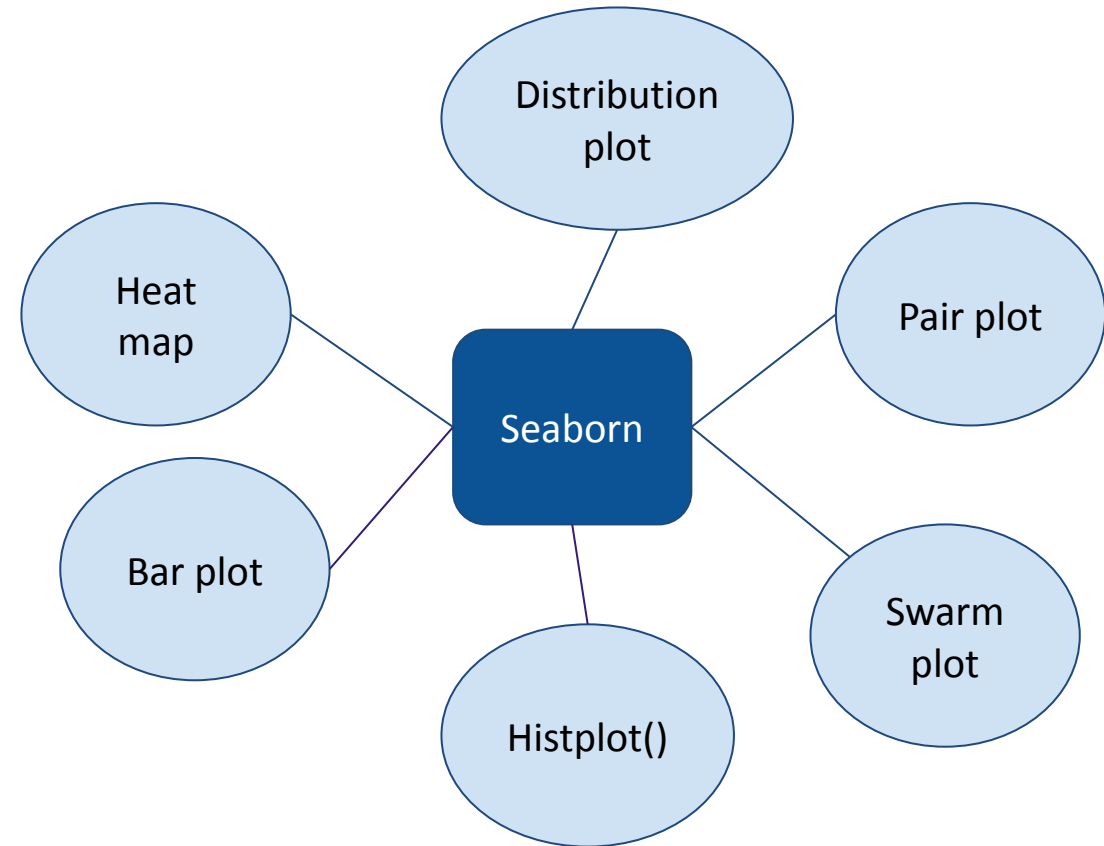 Distribution
plot
Heat
map
Pair plot
Seaborn
Bar plot
Swarm
plot
Histplot()